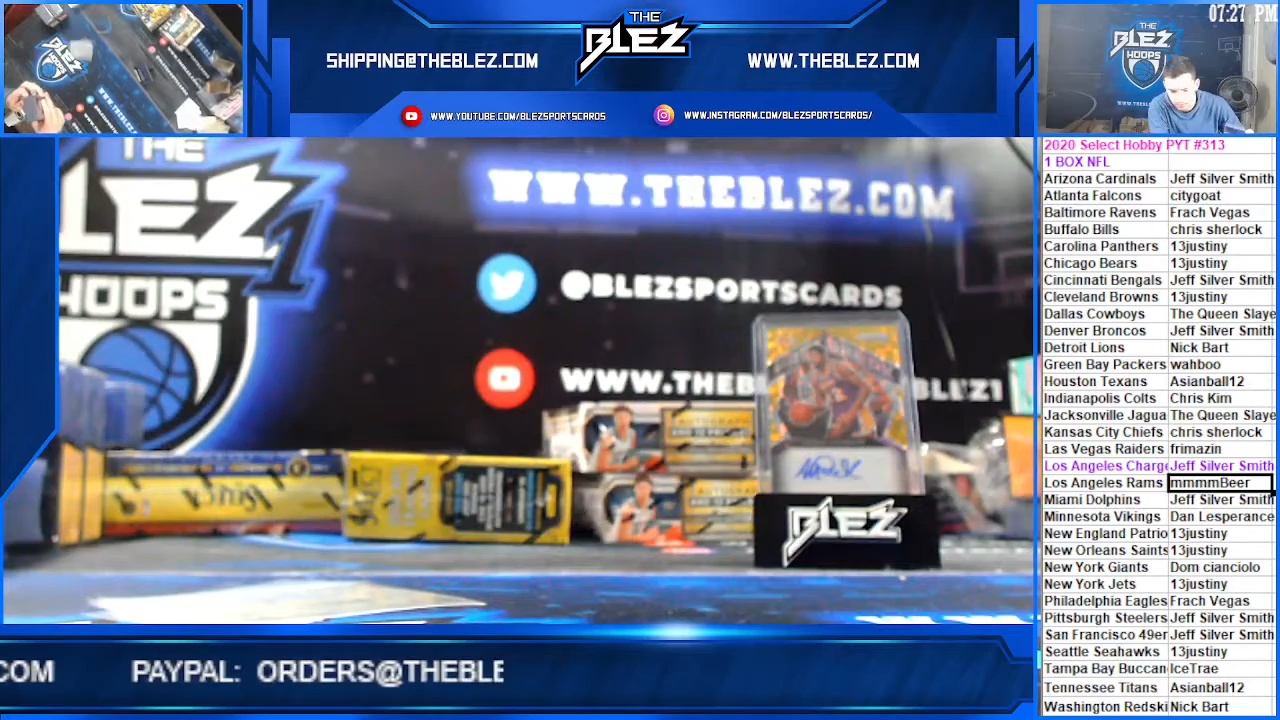 SHIPPING@THEBLEZ.COM
THE
BLEZ
WWW.THEBLEZ.COM
WWW.YOUTUBE.COM/BLEZSPORTSCARDS
WWW.INSTAGRAM.COM/BLEZSPORTSCARDS/
07:27 PM
THE
BLEZ
HOOPS
THE
LEZ
1
HOOPS
WWW.THEBLEZ.COM
@BLEZSPORTSCARDS
WWW.THEB
LEZ1
BLEZ
2020 Select Hobby PYT #313
1 BOX NFL
Arizona Cardinals Jeff Silver Smith
Atlanta Falcons citygoat
Baltimore Ravens Frach Vegas
Buffalo Bills chris sherlock
Carolina Panthers 13justiny
Chicago Bears 13justiny
Cincinnati Bengals Jeff Silver Smith
Cleveland Browns 13justiny
Dallas Cowboys The Queen Slaye
Denver Broncos Jeff Silver Smith
Detroit Lions Nick Bart
Green Bay Packers wahboo
Houston Texans Asianball12
Indianapolis Colts Chris Kim
Jacksonville Jagua The Queen Slaye
Kansas City Chiefs chris sherlock
Las Vegas Raiders frimazin
Los Angeles Charge Jeff Silver Smith
Los Angeles Rams mmmmBeer
Miami Dolphins Jeff Silver Smith
Minnesota Vikings Dan Lesperance
New England Patrio 13justiny
New Orleans Saints 13justiny
New York Giants Dom cianciolo
New York Jets 13justiny
Philadelphia Eagles Frach Vegas
Pittsburgh Steelers Jeff Silver Smith
San Francisco 49er Jeff Silver Smith
Seattle Seahawks 13justiny
Tampa Bay Buccan IceTrae
Tennessee Titans Asianball12
Washington Redski Nick Bart
COM PAYPAL: ORDERS@THEBLE